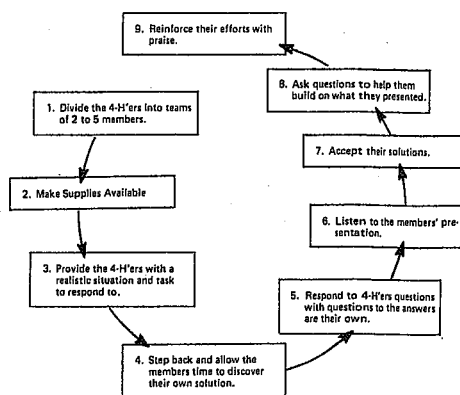 1. Divide the 4-H'ers into teams
of 2 to 5 members.
2. Make Supplies Available
3. Provide the 4-H'ers with a
realistic situation and task
to respond to.
4. Step back and allow the
members time to discover
their own solution.
5. Respond to 4-H'ers questions
with questions to the answers
are their own.
6. Listen to the members' pre-
sentation.
7. Accept their solutions.
8. Ask questions to help them
build on what they presented.
9. Reinforce their efforts with
praise.